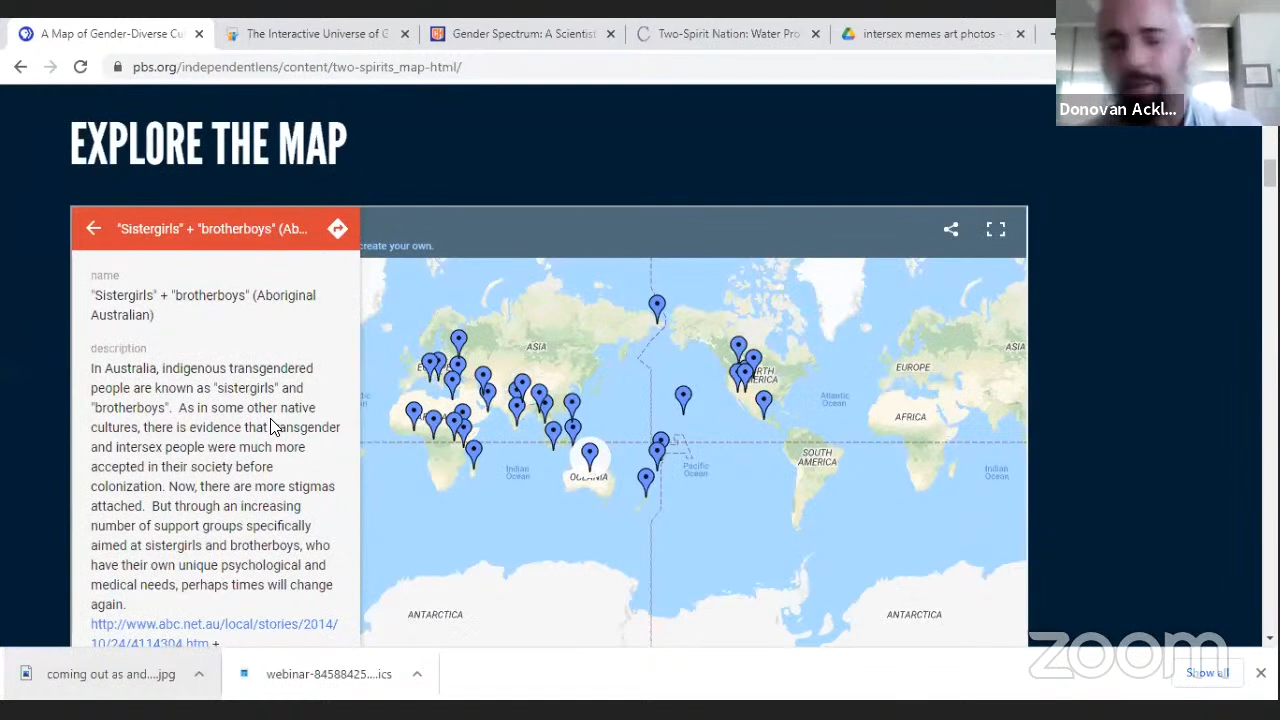 A Map of Gender-Diverse Cu
The Interactive Universe of G
Gender Spectrum: A Scientist
Two-Spirit Nation: Water Pro
intersex memes art photos -
pbs.org/independentlens/content/two-spirits_map-html/
Donovan Ackl...
EXPLORE THE MAP
"Sistergirls" + "brotherboys" (Ab...
create your own.
name
"Sistergirls" + "brotherboys" (Aboriginal
Australian)
description
In Australia, indigenous transgendered
people are known as "sistergirls" and
"brotherboys".  As in some other native
cultures, there is evidence that transgender
and intersex people were much more
accepted in their society before
colonization. Now, there are more stigmas
attached.  But through an increasing
number of support groups specifically
aimed at sistergirls and brotherboys, who
have their own unique psychological and
medical needs, perhaps times will change
again.
http://www.abc.net.au/local/stories/2014/
10/24/4114304.htm +
ASIA
Atlantic
Ocean
EUROPE
AFRICA
ASIA
Indian
Ocean
OCEANIA
Pacific
Ocean
SOUTH
AMERICA
Indian
Ocean
ANTARCTICA
ANTARCTICA
zoom
coming out as and....jpg
webinar-84588425....ics
Show all